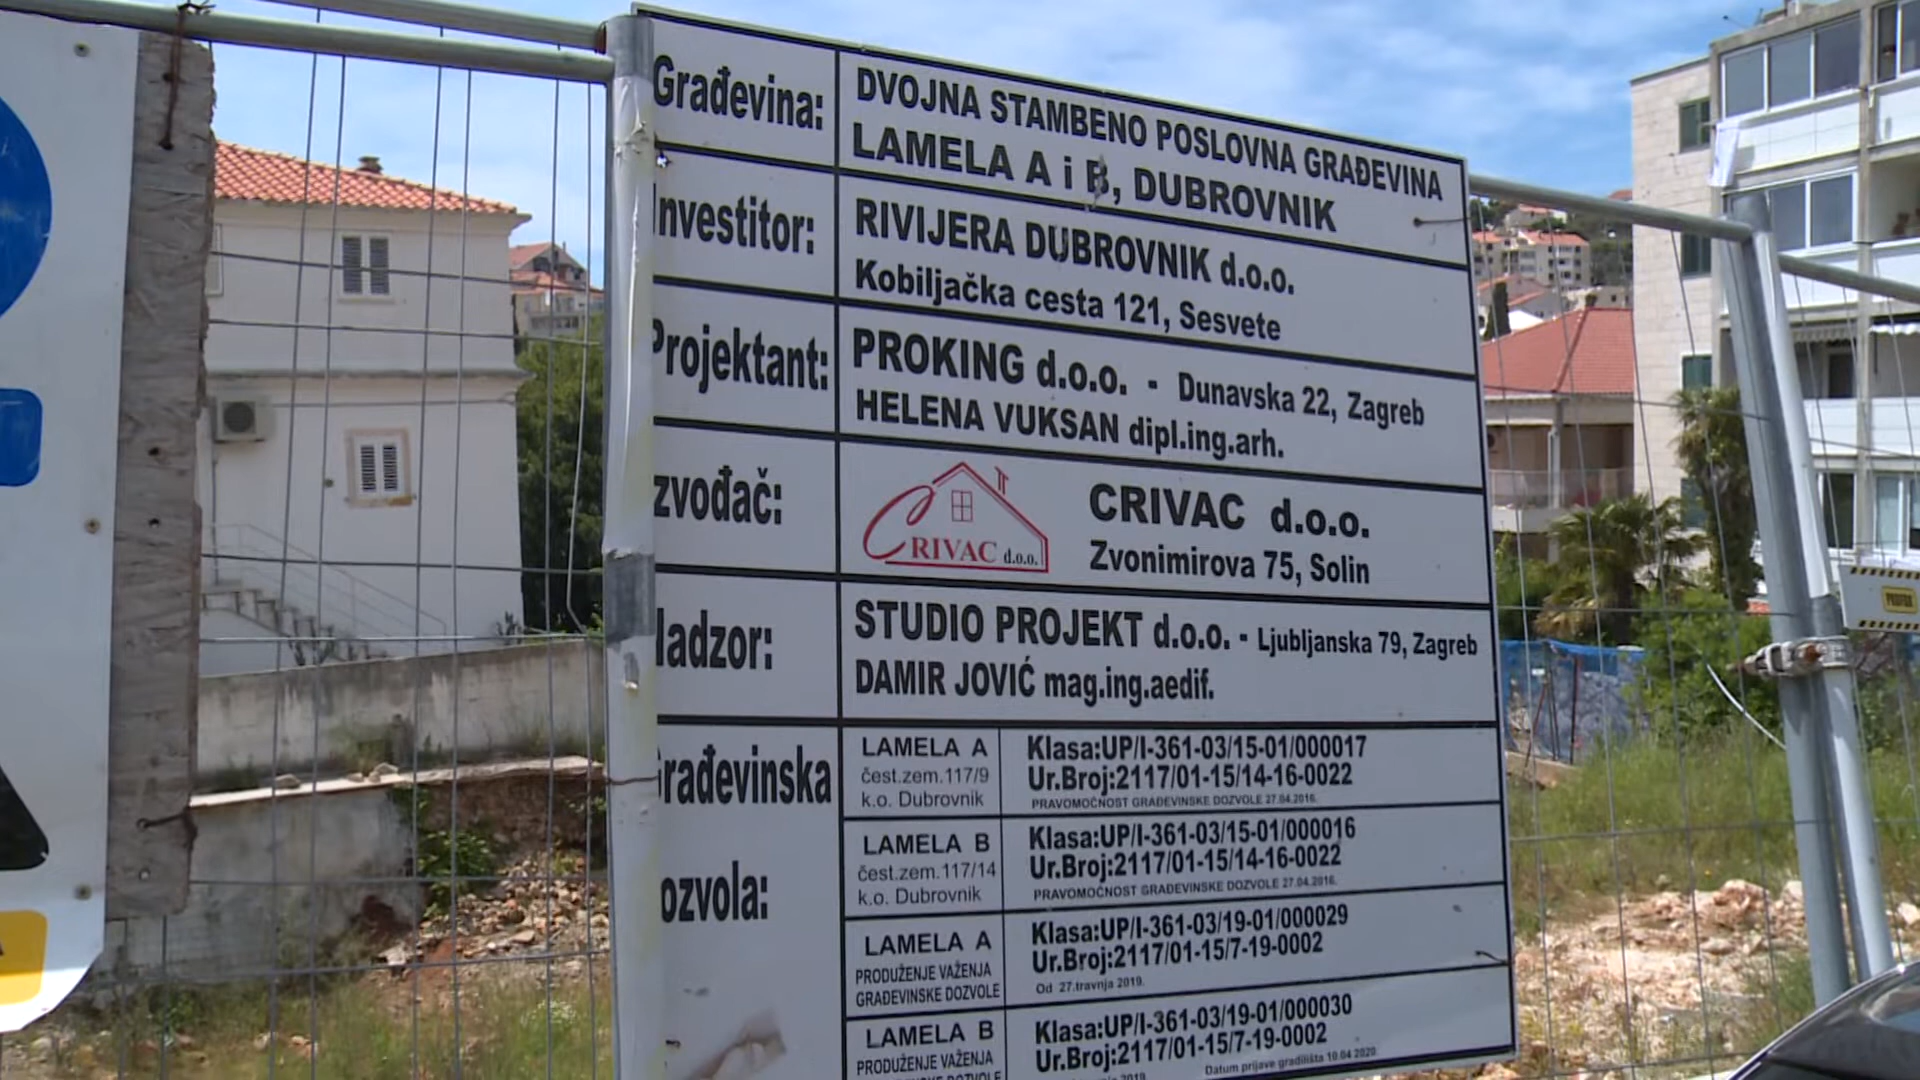 Građevina:
DVOJNA STAMBENO POSLOVNA GRAĐEVINA
LAMELA A i B, DUBROVNIK
Investitor:
RIVIJERA DUBROVNIK d.o.o.
Kobiljačka cesta 121, Sesvete
Projektant:
PROKING d.o.o. - Dunavska 22, Zagreb
HELENA VUKSAN dipl.ing.arh.
zvođač:
CRIVAC d.o.o.
CRIVAC d.o.o.
Zvonimirova 75, Solin
Nadzor:
STUDIO PROJEKT d.o.o. - Ljubljanska 79, Zagreb
DAMIR JOVIĆ mag.ing.aedif.
Građevinska
ozvola:
LAMELA A
čest.zem.117/9
k.o. Dubrovnik
Klasa:UP/I-361-03/15-01/000017
Ur.Broj:2117/01-15/14-16-0022
PRAVOMOĆNOST GRAĐEVINSKE DOZVOLE 27.04.2016.
LAMELA B
čest.zem.117/14
k.o. Dubrovnik
Klasa:UP/I-361-03/15-01/000016
Ur.Broj:2117/01-15/14-16-0022
PRAVOMOĆNOST GRAĐEVINSKE DOZVOLE 27.04.2016.
LAMELA A
PRODUŽENJE VAŽENJA
GRAĐEVINSKE DOZVOLE
Klasa:UP/I-361-03/19-01/000029
Ur.Broj:2117/01-15/7-19-0002
Od 27.travnja 2019.
LAMELA B
PRODUŽENJE VAŽENJA
DOZVOLE
Klasa:UP/I-361-03/19-01/000030
Ur.Broj:2117/01-15/7-19-0002
2019.
Datum prijave gradilišta 10.04 2020.